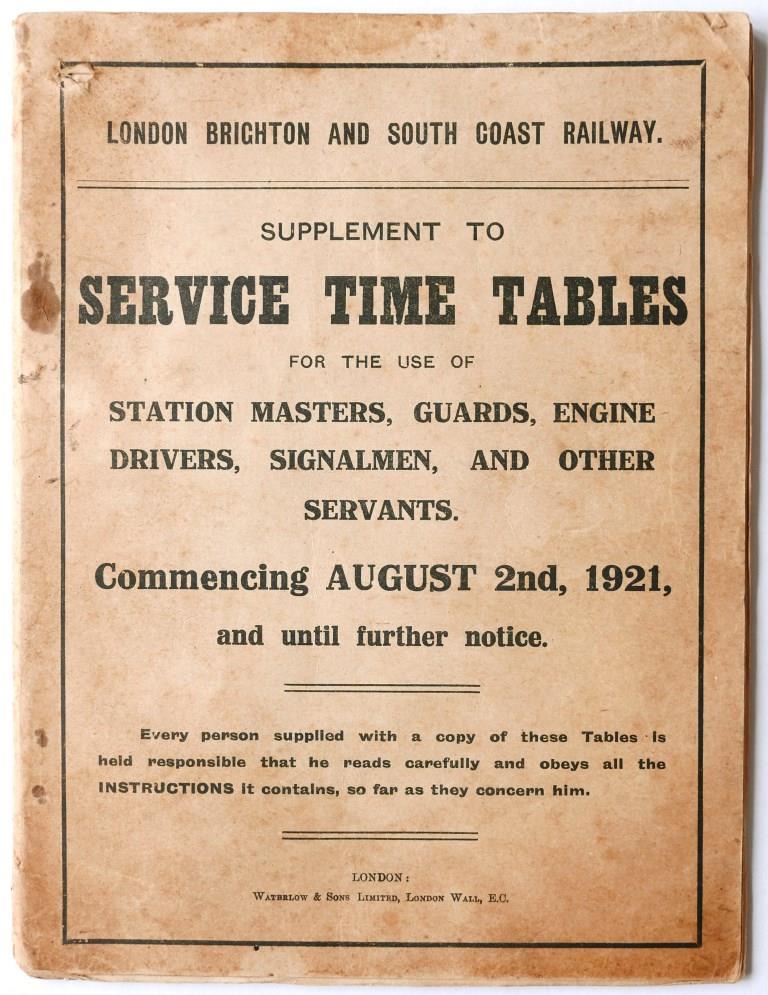 LONDON BRIGHTON AND SOUTH COAST RAILWAY.
SUPPLEMENT TO
SERVICE TIME TABLES
FOR THE USE OF
STATION MASTERS, GUARDS, ENGINE
DRIVERS, SIGNALMEN, AND OTHER
SERVANTS.
Commencing AUGUST 2nd, 1921,
and until further notice.
Every person supplied with a copy of these Tables is
held responsible that he reads carefully and obeys all the
INSTRUCTIONS it contains, so far as they concern him.
LONDON:
Waterlow & Sons Limited, London Wall, E.C.